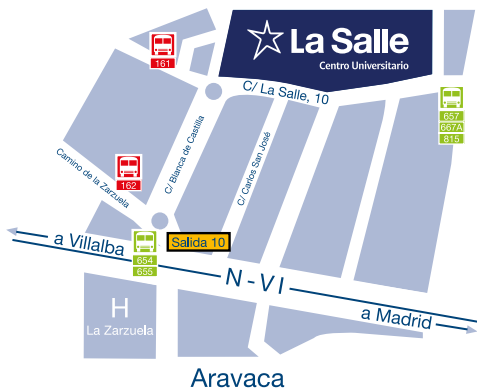 La Salle
Centro Universitario
161
C/ La Salle, 10
657
667A
815
C/ Blanca de Castilla
C/ Carlos San José
Camino de la Zarzuela
162
Salida 10
a Villalba
654
655
N-VI
a Madrid
H
La Zarzuela
Aravaca